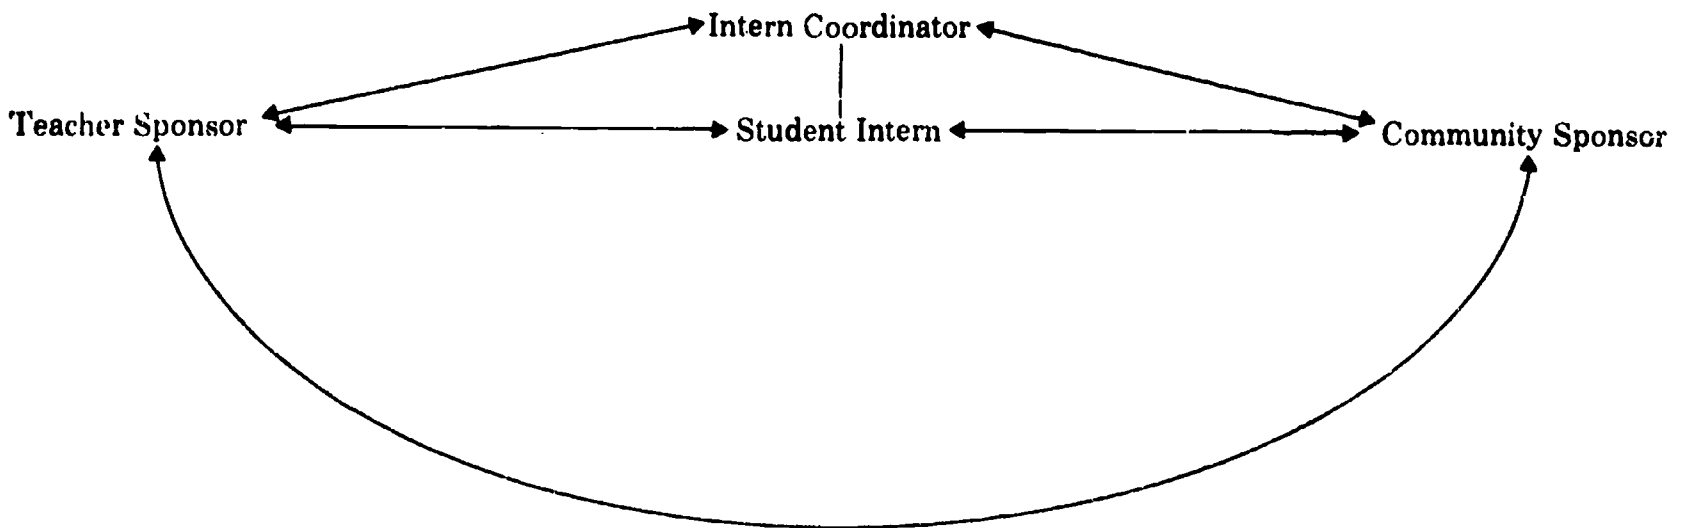 Intern Coordinator
Teacher Sponsor
Student Intern
Community Sponsor